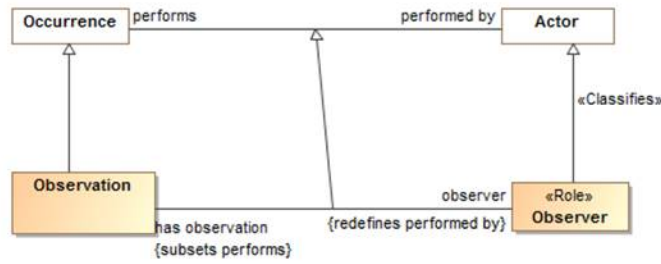 Occurrence
performs
performed by
Actor
«Classifies»
Observation
has observation
{subsets performs}
observer
{redefines performed by}
«Role»
Observer